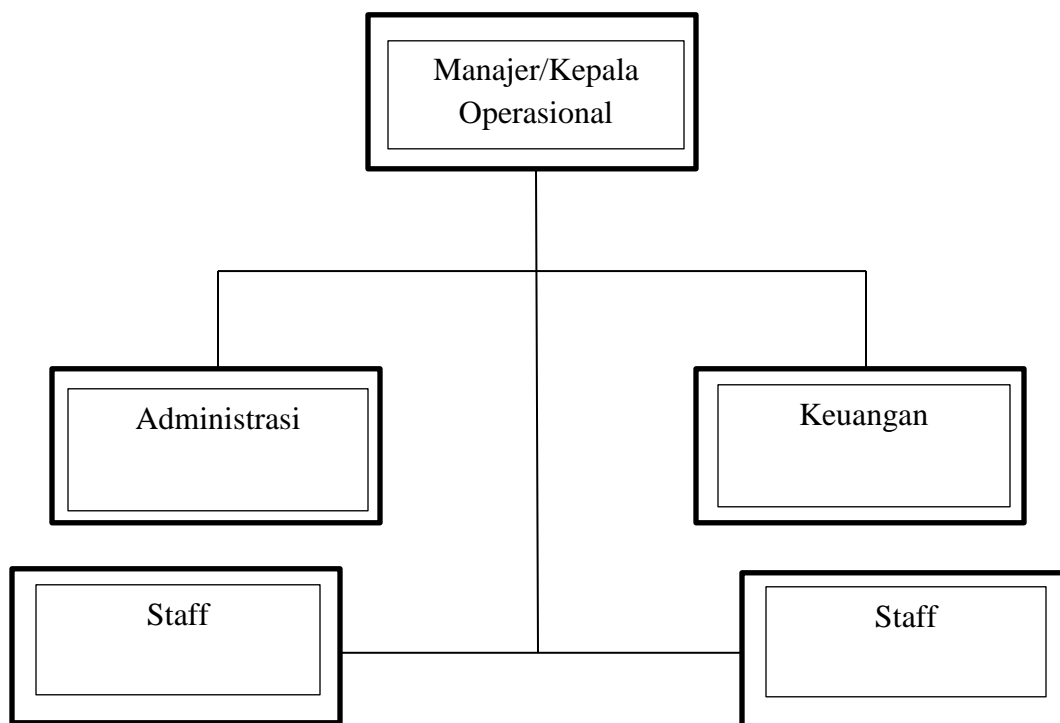 Manajer/Kepala
Operasional
Administrasi
Keuangan
Staff
Staff